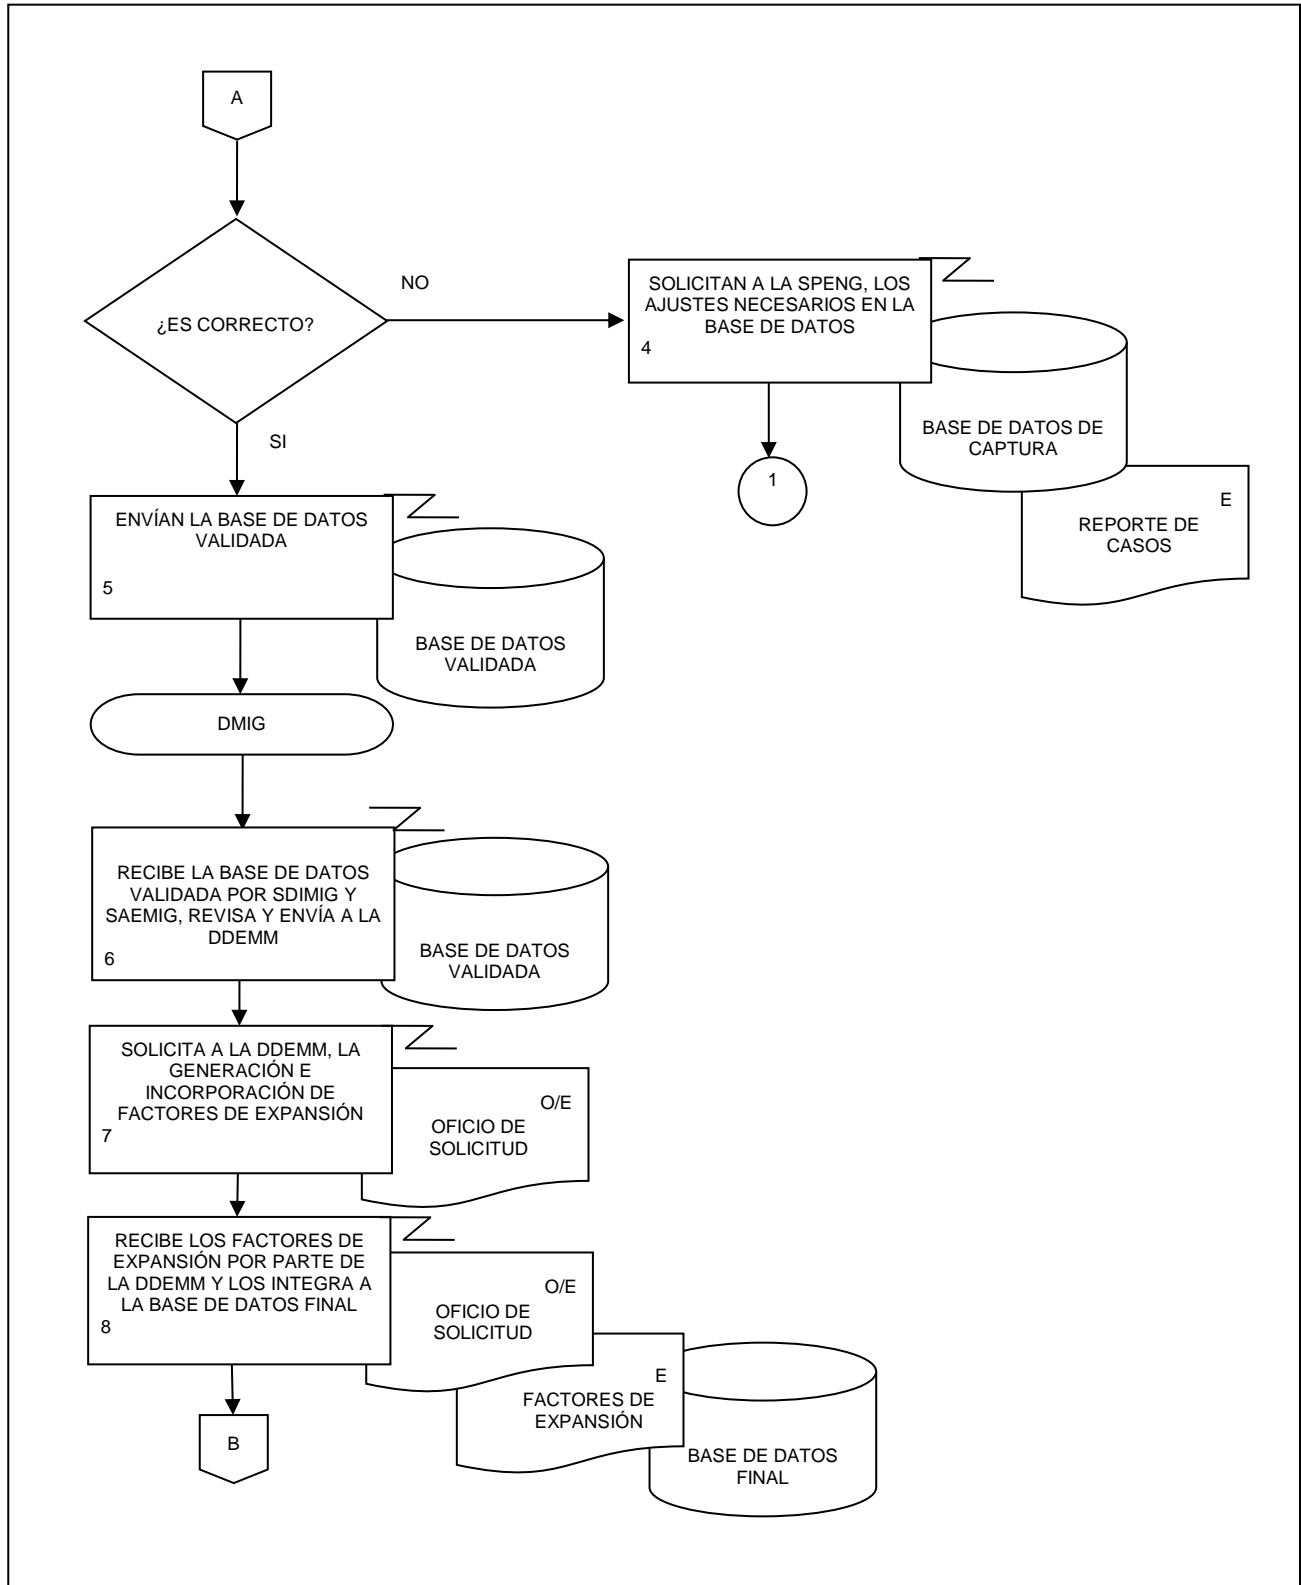 A
¿ES CORRECTO?
NO
SOLICITAN A LA SPENG, LOS
AJUSTES NECESARIOS EN LA
BASE DE DATOS
4
BASE DE DATOS DE
CAPTURA
E
REPORTE DE
CASOS
1
SI
ENVÍAN LA BASE DE DATOS
VALIDADA
5
BASE DE DATOS
VALIDADA
DMIG
RECIBE LA BASE DE DATOS
VALIDADA POR SDIMIG Y
SAEMIG, REVISA Y ENVÍA A LA
DDEMM
6
BASE DE DATOS
VALIDADA
SOLICITA A LA DDEMM, LA
GENERACIÓN E
INCORPORACIÓN DE
FACTORES DE EXPANSIÓN
7
O/E
OFICIO DE
SOLICITUD
RECIBE LOS FACTORES DE
EXPANSIÓN POR PARTE DE
LA DDEMM Y LOS INTEGRA A
LA BASE DE DATOS FINAL
8
O/E
OFICIO DE
SOLICITUD
E
FACTORES DE
EXPANSIÓN
BASE DE DATOS
FINAL
B